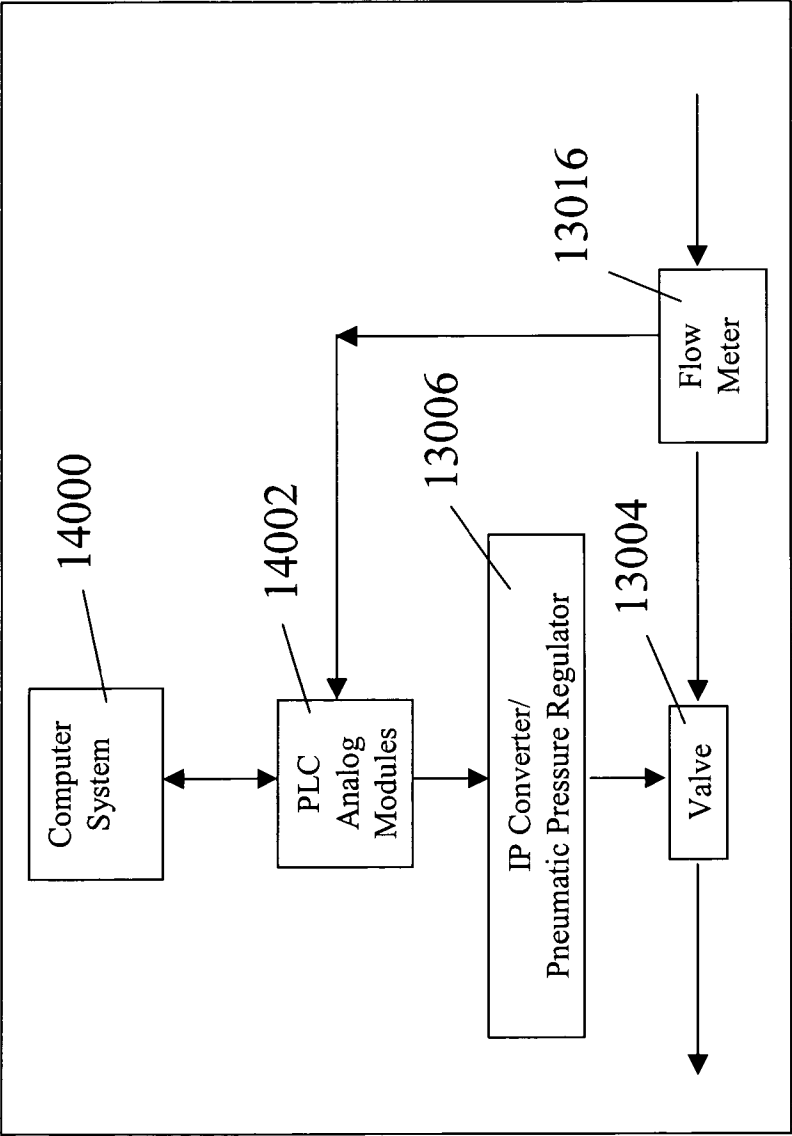 14000
Computer
System
14002
PLC
Analog
Modules
13006
IP Converter/
Pneumatic Pressure Regulator
13016
Flow
Meter
13004
Valve